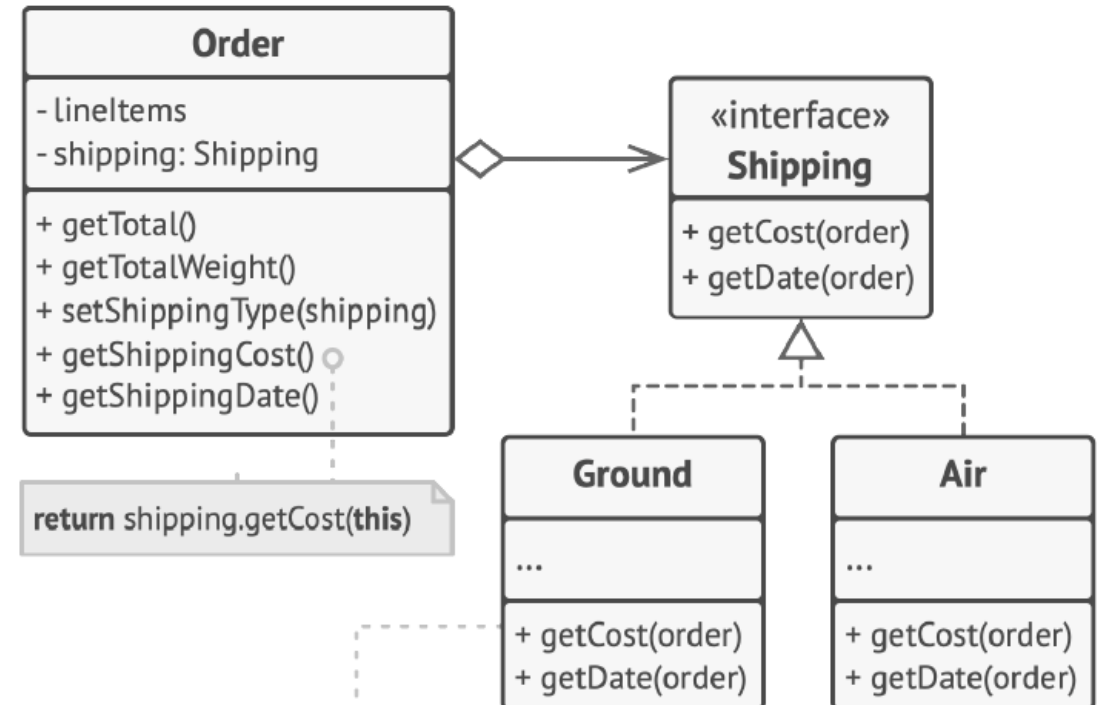 Order
- lineItems
- shipping: Shipping
+ getTotal()
+ getTotalWeight()
+ setShippingType(shipping)
+ getShippingCost()
+ getShippingDate()
return shipping.getCost(this)
«interface»
Shipping
+ getCost(order)
+ getDate(order)
Ground
...
+ getCost(order)
+ getDate(order)
Air
...
+ getCost(order)
+ getDate(order)